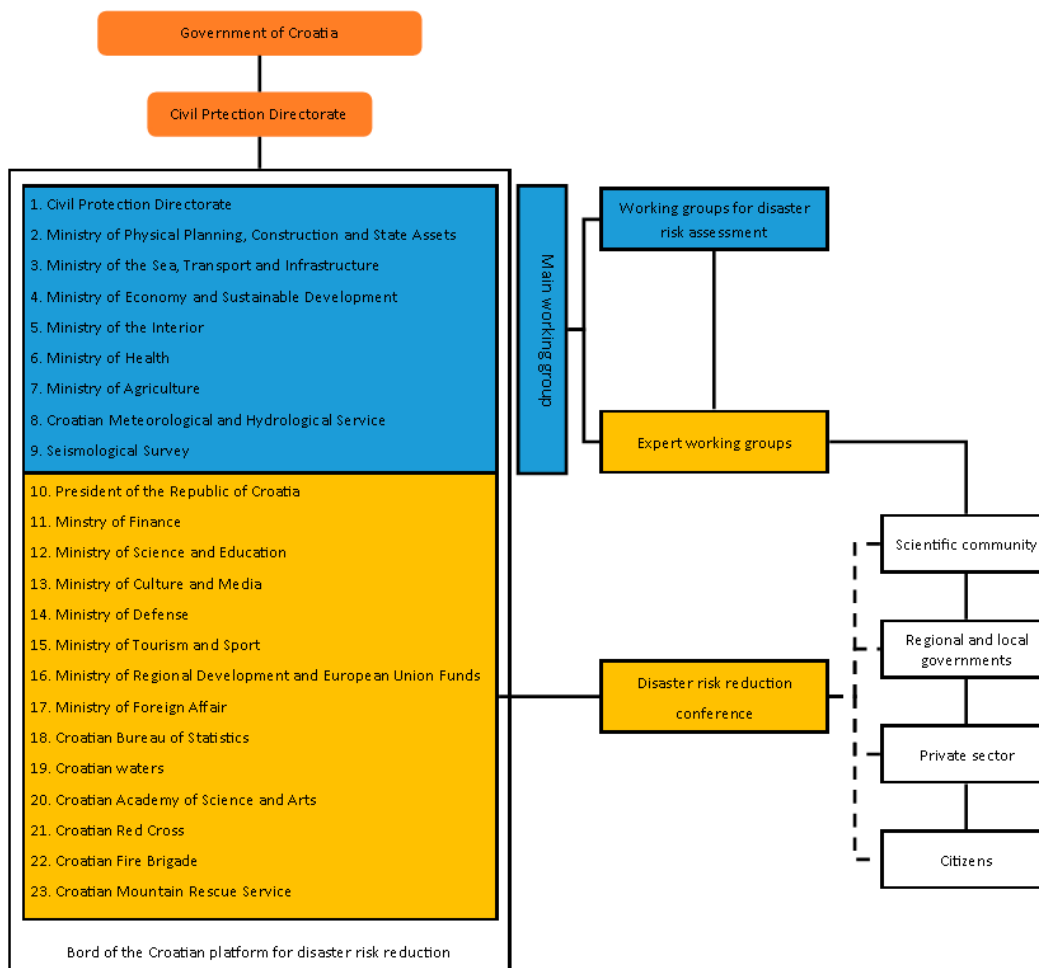 Government of Croatia
Civil Prtection Directorate
1. Civil Protection Directorate
2. Ministry of Physical Planning, Construction and State Assets
3. Ministry of the Sea, Transport and Infrastructure
4. Ministry of Economy and Sustainable Development
5. Ministry of the Interior
6. Ministry of Health
7. Ministry of Agriculture
8. Croatian Meteorological and Hydrological Service
9. Seismological Survey
10. President of the Republic of Croatia
11. Minstry of Finance
12. Ministry of Science and Education
13. Ministry of Culture and Media
14. Ministry of Defense
15. Ministry of Tourism and Sport
16. Ministry of Regional Development and European Union Funds
17. Ministry of Foreign Affair
18. Croatian Bureau of Statistics
19. Croatian waters
20. Croatian Academy of Science and Arts
21. Croatian Red Cross
22. Croatian Fire Brigade
23. Croatian Mountain Rescue Service
Bord of the Croatian platform for disaster risk reduction
Main working group
Working groups for disaster
risk assessment
Expert working groups
Disaster risk reduction
conference
Scientific community
Regional and local
governments
Private sector
Citizens